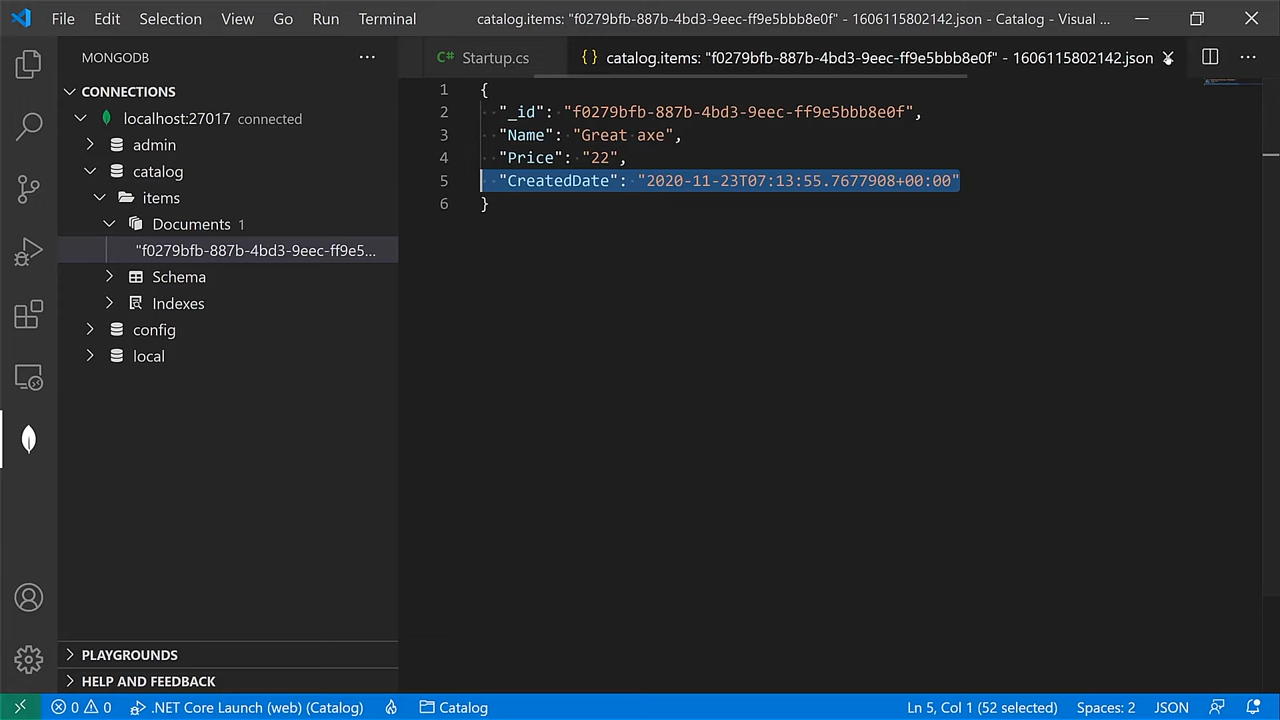 File Edit Selection View Go Run Terminal catalog.items: "f0279bfb-887b-4bd3-9eec-ff9e5bbb8e0f" - 1606115802142.json - Catalog - Visual ...
MONGODB
CONNECTIONS
localhost:27017 connected
admin
catalog
items
Documents 1
"f0279bfb-887b-4bd3-9eec-ff9e5...
Schema
Indexes
config
local
PLAYGROUNDS
HELP AND FEEDBACK
C# Startup.cs {} catalog.items: "f0279bfb-887b-4bd3-9eec-ff9e5bbb8e0f" - 1606115802142.json
1 {
2 "_id": "f0279bfb-887b-4bd3-9eec-ff9e5bbb8e0f",
3 "Name": "Great axe",
4 "Price": "22",
5 "CreatedDate": "2020-11-23T07:13:55.7677908+00:00"
6 }
0 0 .NET Core Launch (web) (Catalog) Catalog Ln 5, Col 1 (52 selected) Spaces: 2 JSON